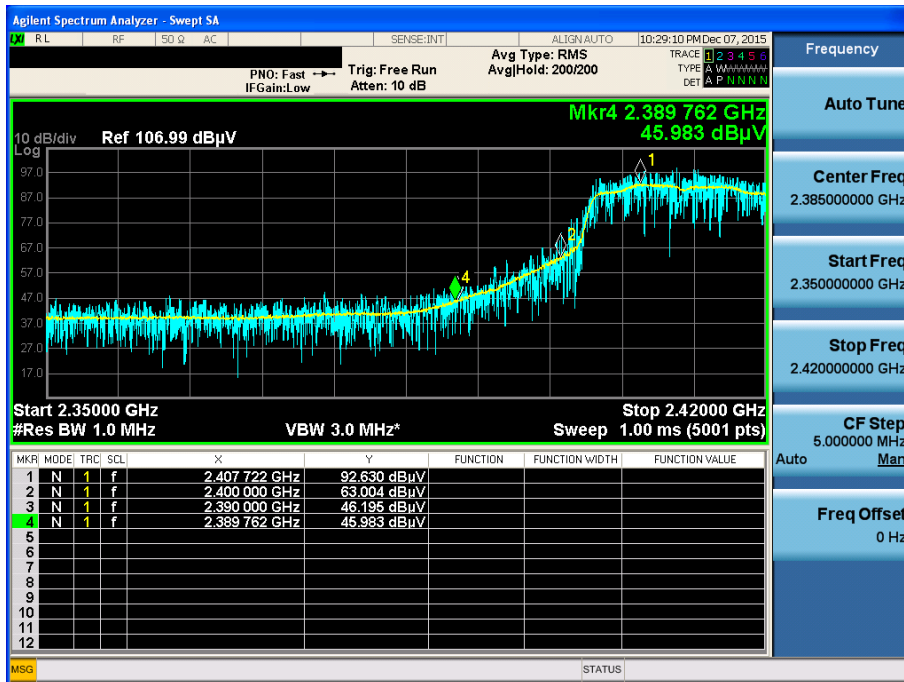 Agilent Spectrum Analyzer - Swept SA
LXI RL RF 50 Ω AC SENSE:INT ALIGN AUTO 10:29:10 PM Dec 07, 2015
PNO: Fast Trig: Free Run Avg Type: RMS TRACE 1 2 3 4 5 6
IFGain:Low Atten: 10 dB Avg|Hold: 200/200 TYPE A WWWWW
DET A P N N N N
Mkr4 2.389 762 GHz
45.983 dBµV
10 dB/div Ref 106.99 dBµV
Log
97.0
87.0
77.0
67.0
57.0
47.0
37.0
27.0
17.0
1
2
4
Start 2.35000 GHz Stop 2.42000 GHz
#Res BW 1.0 MHz VBW 3.0 MHz* Sweep 1.00 ms (5001 pts)
MKR MODE TRC SCL X Y FUNCTION FUNCTION WIDTH FUNCTION VALUE
1 N 1 f 2.407 722 GHz 92.630 dBµV
2 N 1 f 2.400 000 GHz 63.004 dBµV
3 N 1 f 2.390 000 GHz 46.195 dBµV
4 N 1 f 2.389 762 GHz 45.983 dBµV
5
6
7
8
9
10
11
12
MSG STATUS
Frequency
Auto Tune
Center Freq
2.385000000 GHz
Start Freq
2.350000000 GHz
Stop Freq
2.420000000 GHz
CF Step
5.000000 MHz
Auto Man
Freq Offset
0 Hz